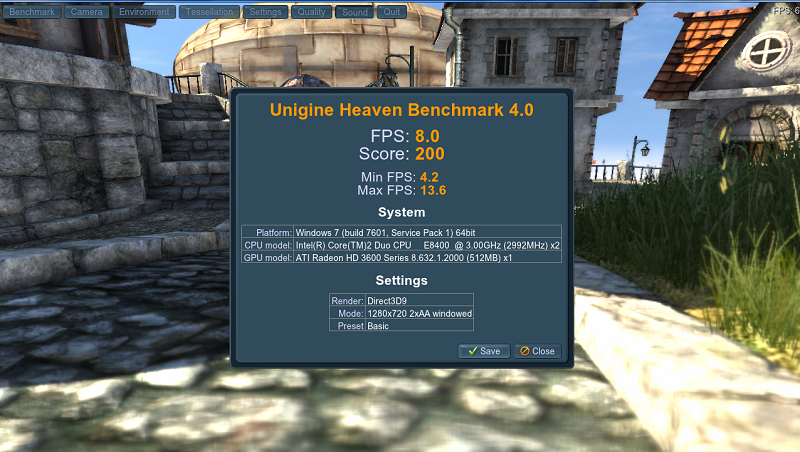 Benchmark Camera Environment Tessellation Settings Quality Sound Quit FPS: 6
Unigine Heaven Benchmark 4.0
FPS: 8.0
Score: 200
Min FPS: 4.2
Max FPS: 13.6
System
Platform: Windows 7 (build 7601, Service Pack 1) 64bit
CPU model: Intel(R) Core(TM)2 Duo CPU E8400 @ 3.00GHz (2992MHz) x2
GPU model: ATI Radeon HD 3600 Series 8.632.1.2000 (512MB) x1
Settings
Render: Direct3D9
Mode: 1280x720 2xAA windowed
Preset Basic
Save Close